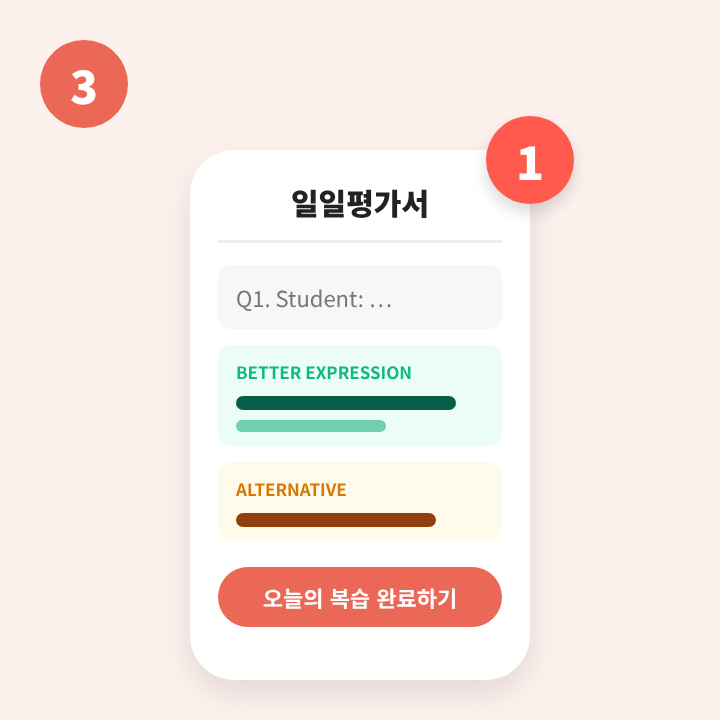 3
1
일일평가서
Q1. Student: ...
BETTER EXPRESSION
ALTERNATIVE
오늘의 복습 완료하기